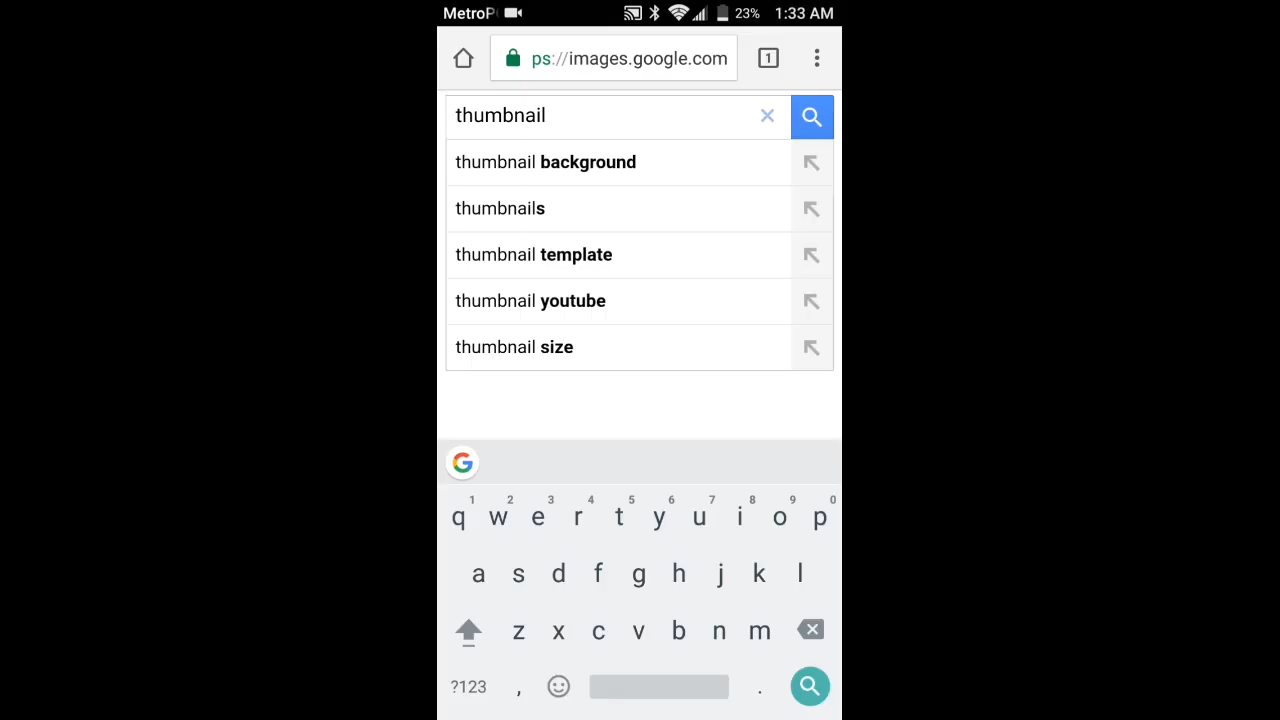 MetroP 23% 1:33 AM
ps://images.google.com 1
thumbnail
thumbnail background
thumbnails
thumbnail template
thumbnail youtube
thumbnail size
G
1 2 3 4 5 6 7 8 9 0
q w e r t y u i o p
a s d f g h j k l
z x c v b n m
?123 , .